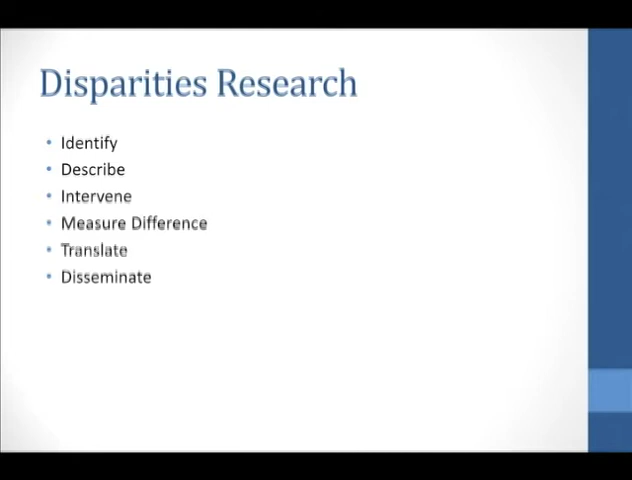 Disparities Research
• Identify
• Describe
• Intervene
• Measure Difference
• Translate
• Disseminate